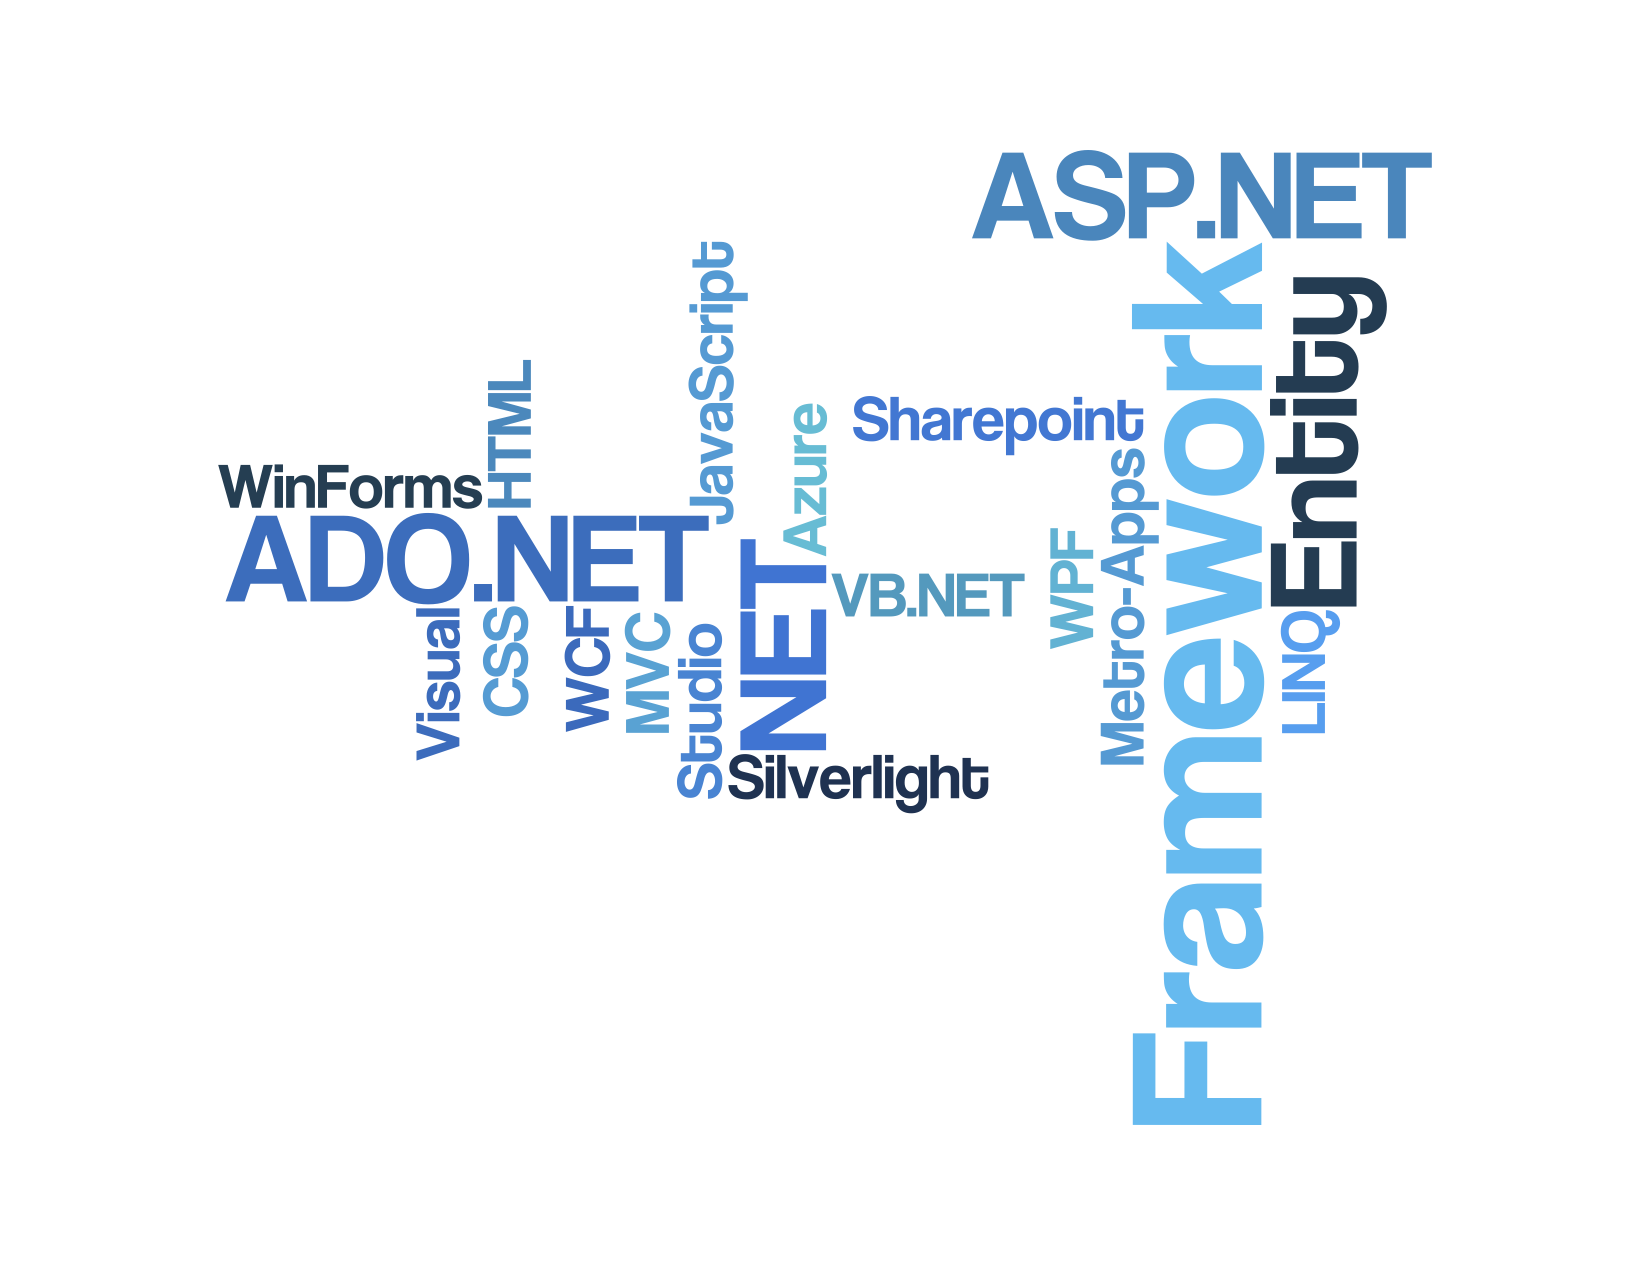 ASP.NET
Framework
Entity
JavaScript
HTML
Sharepoint
Azure
WinForms
Metro-Apps
ADO.NET
WPF
NET
VB.NET
Visual
CSS
WCF
MVC
Studio
LINQ
Silverlight